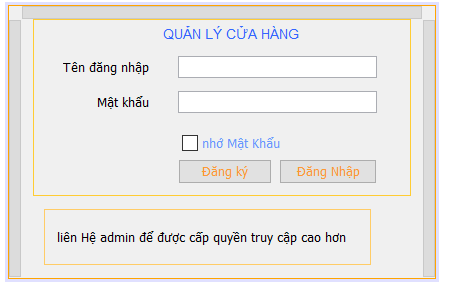 QUẢN LÝ CỬA HÀNG
Tên đăng nhập
Mật khẩu
nhớ Mật Khẩu
Đăng ký Đăng Nhập
liên Hệ admin để được cấp quyền truy cập cao hơn